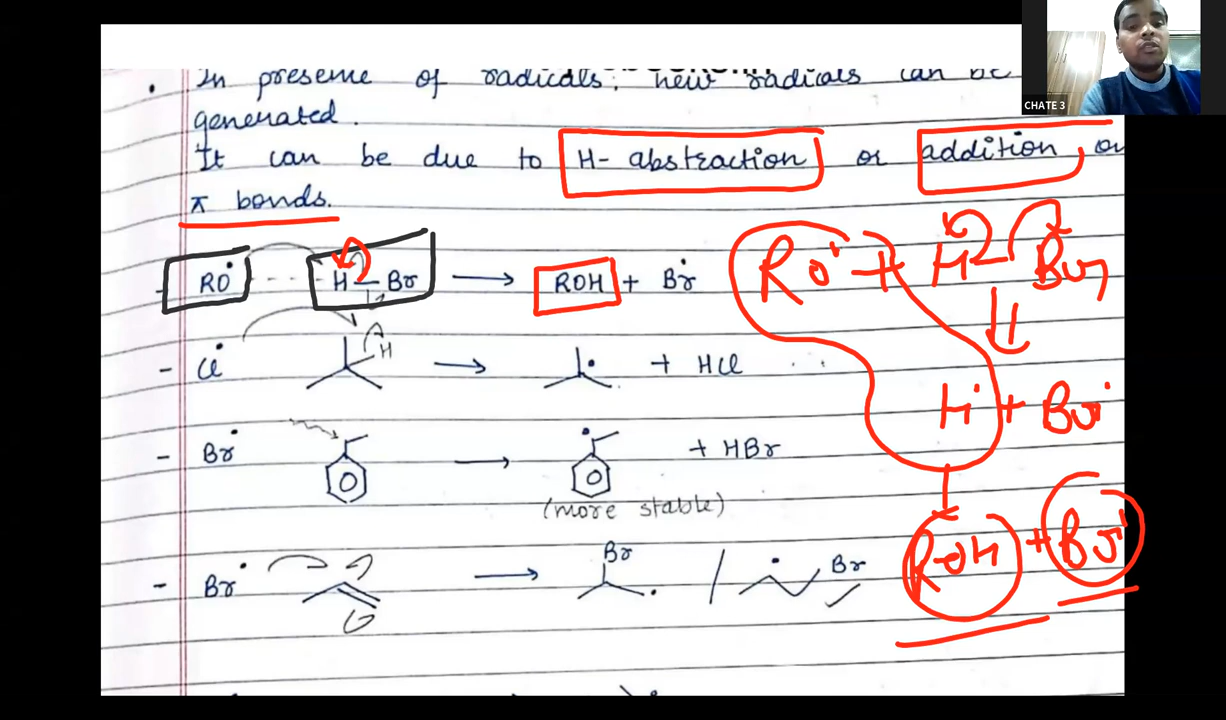 . In presence of radicals, new radicals can be
generated.
It can be due to H- abstraction or addition on
π bonds.
- RO• H — Br → ROH + Br•
- Cl• H → • + HCl
- Br• → • + HBr
(more stable)
- Br• → Br • / • Br ✓
RO• + H — Br
H• + Br•
ROH + Br•
CHATE 3